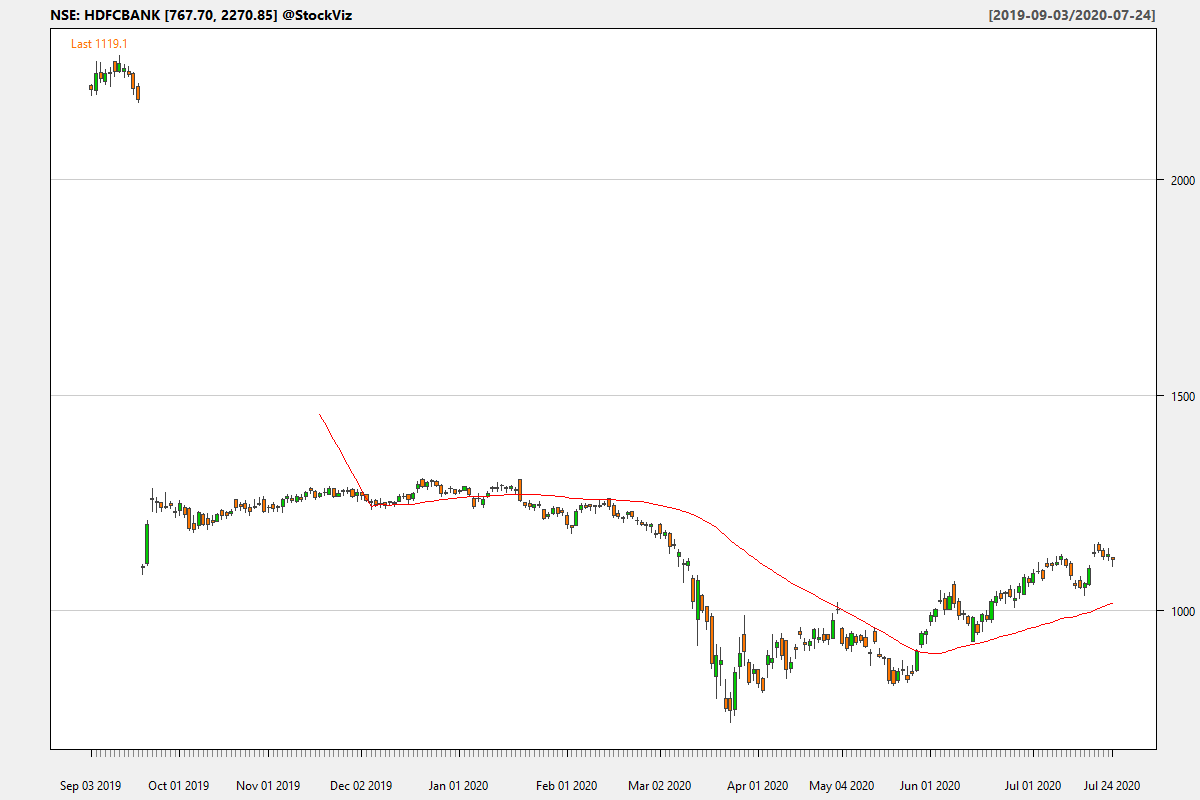 NSE: HDFCBANK [767.70, 2270.85] @StockViz
[2019-09-03/2020-07-24]
Last 1119.1
2000
1500
1000
Sep 03 2019 Oct 01 2019 Nov 01 2019 Dec 02 2019 Jan 01 2020 Feb 01 2020 Mar 02 2020 Apr 01 2020 May 04 2020 Jun 01 2020 Jul 01 2020 Jul 24 2020